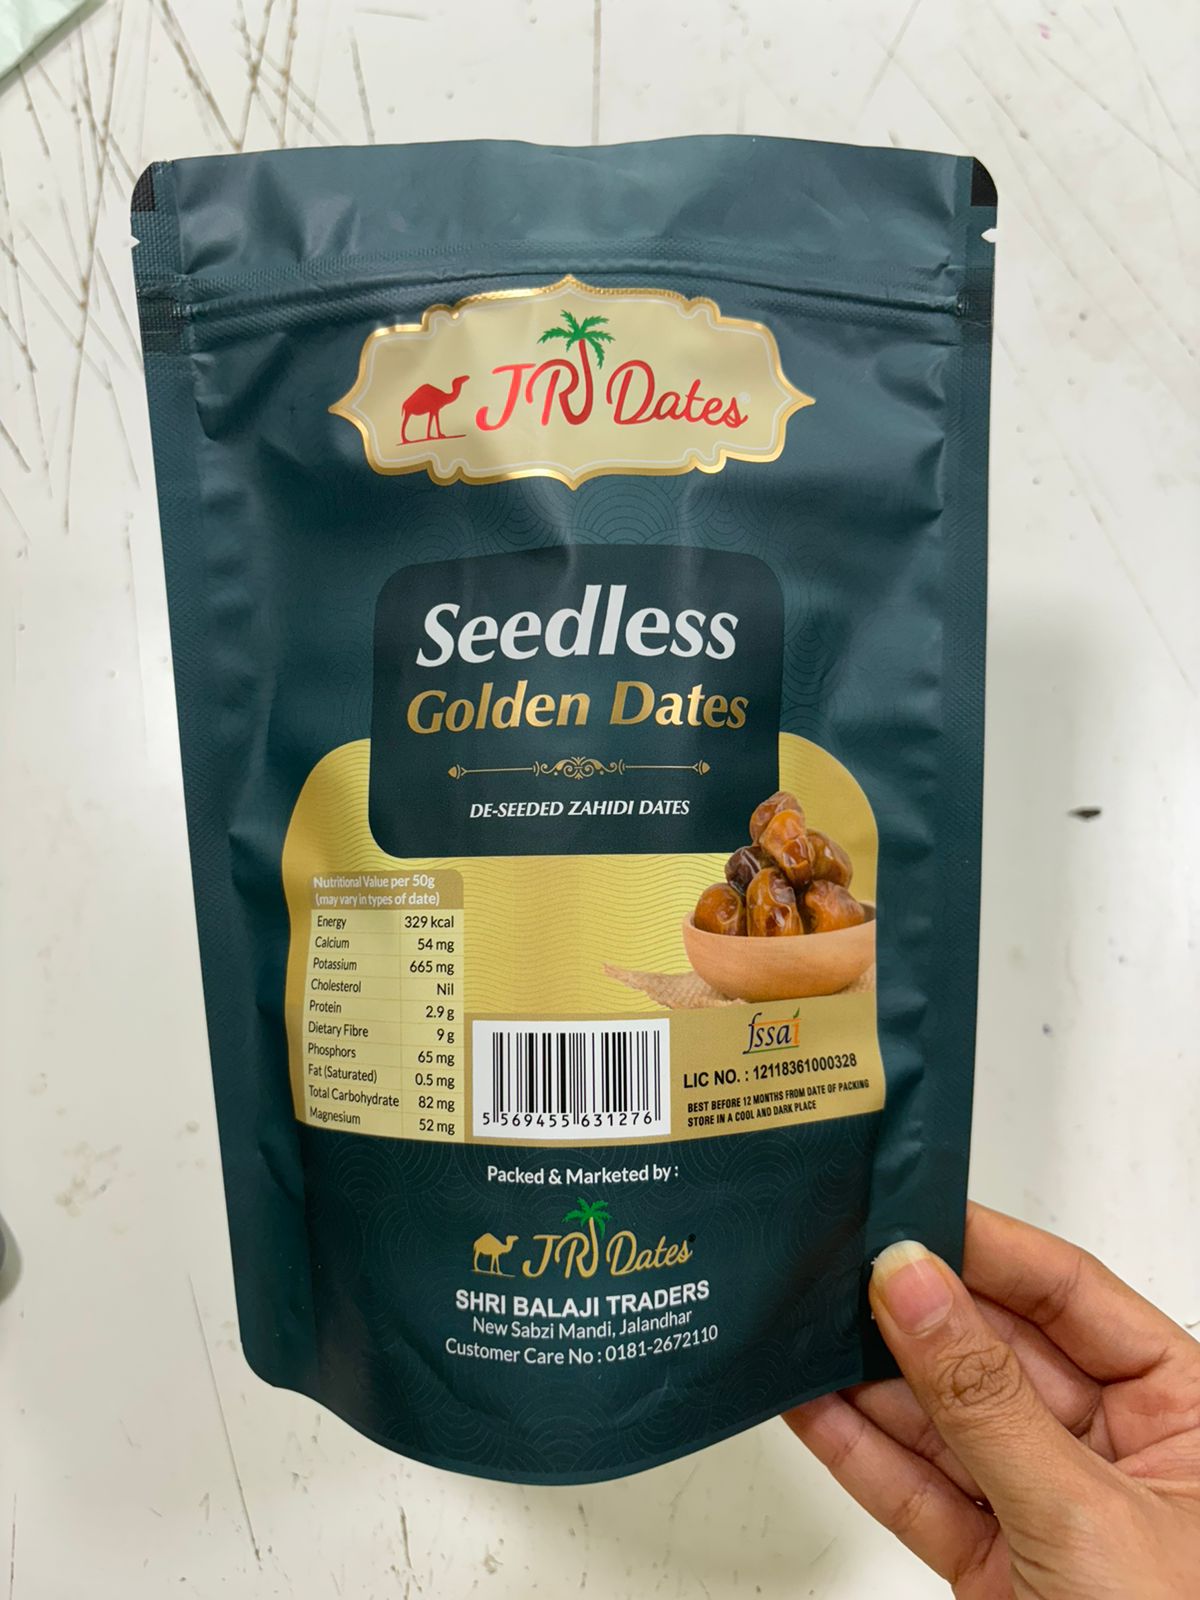 JRJ Dates
Seedless
Golden Dates
DE-SEEDED ZAHIDI DATES
Nutritional Value per 50g
(may vary in types of date)
Energy 329 kcal
Calcium 54 mg
Potassium 665 mg
Cholesterol Nil
Protein 2.9 g
Dietary Fibre 9 g
Phosphors 65 mg
Fat (Saturated) 0.5 mg
Total Carbohydrate 82 mg
Magnesium 52 mg
5 569455 631276
fssai
LIC NO. : 12118361000328
BEST BEFORE 12 MONTHS FROM DATE OF PACKING
STORE IN A COOL AND DARK PLACE
Packed & Marketed by :
JRJ Dates®
SHRI BALAJI TRADERS
New Sabzi Mandi, Jalandhar
Customer Care No : 0181-2672110